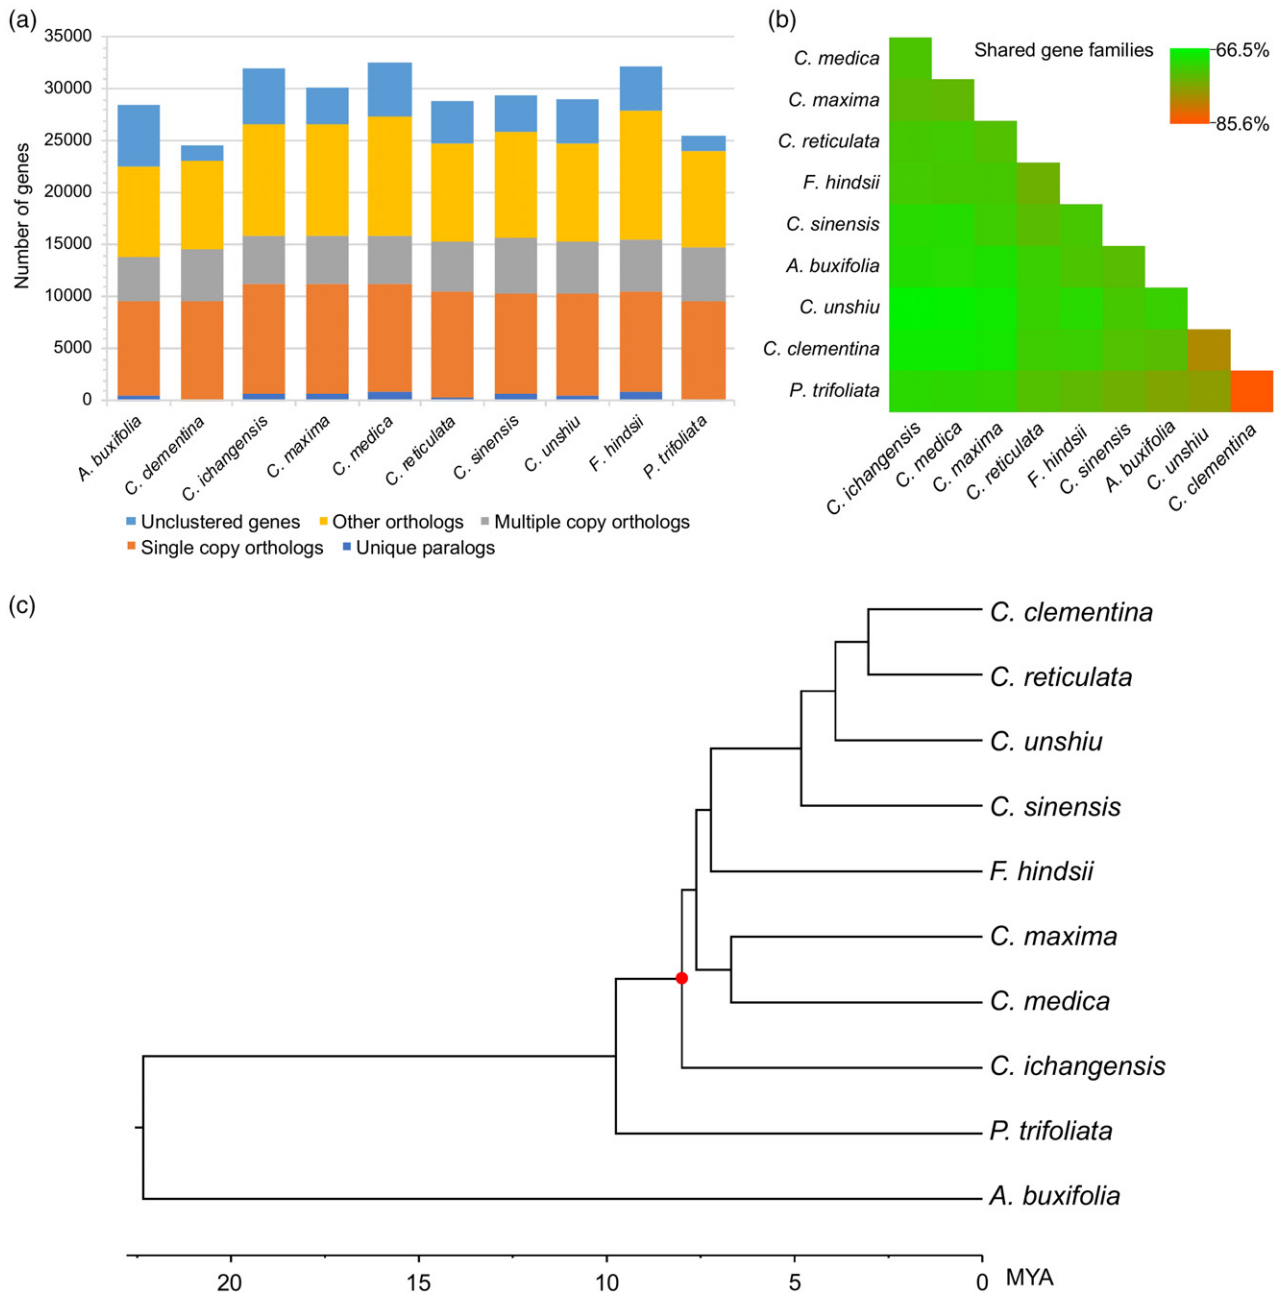 (a)
35000
30000
25000
20000
15000
10000
5000
0
Number of genes
A. buxifolia
C. clementina
C. ichangensis
C. maxima
C. medica
C. reticulata
C. sinensis
C. unshiu
F. hindsii
P. trifoliata
Unclustered genes Other orthologs Multiple copy orthologs
Single copy orthologs Unique paralogs
(b)
Shared gene families
66.5%
85.6%
C. medica
C. maxima
C. reticulata
F. hindsii
C. sinensis
A. buxifolia
C. unshiu
C. clementina
P. trifoliata
C. ichangensis
C. medica
C. maxima
C. reticulata
F. hindsii
C. sinensis
A. buxifolia
C. unshiu
C. clementina
(c)
C. clementina
C. reticulata
C. unshiu
C. sinensis
F. hindsii
C. maxima
C. medica
C. ichangensis
P. trifoliata
A. buxifolia
20 15 10 5 0 MYA